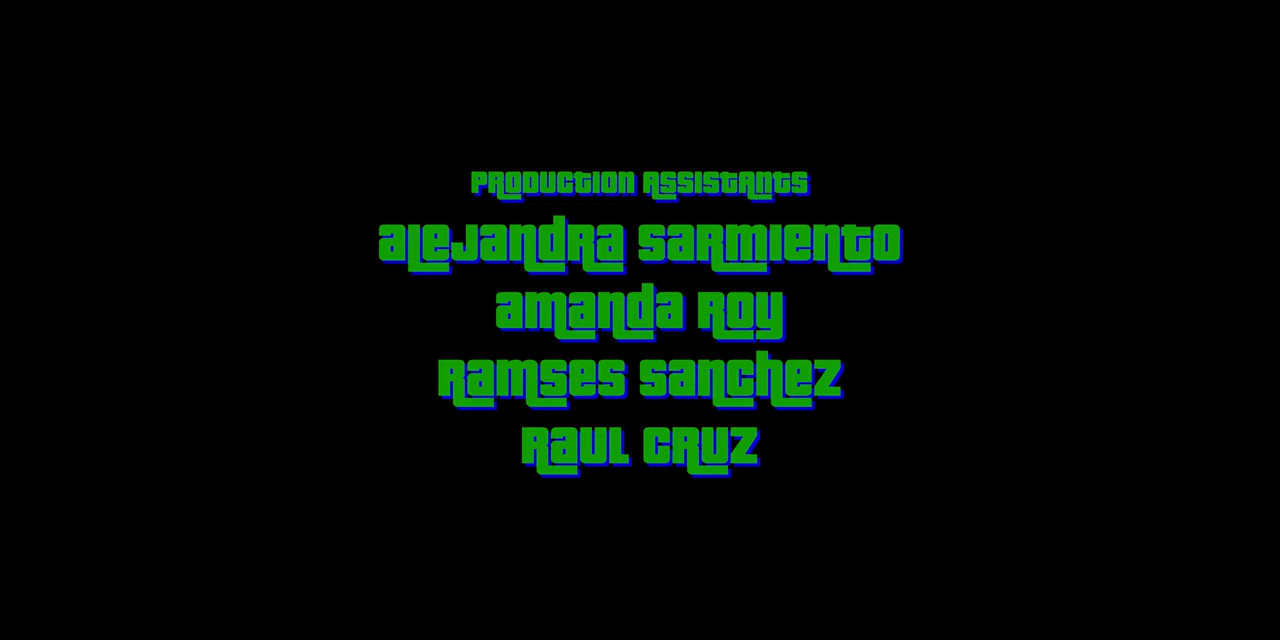 PRODUCTION ASSISTANTS
ALEJANDRA SARMIENTO
AMANDA ROY
RAMSES SANCHEZ
RAUL CRUZ